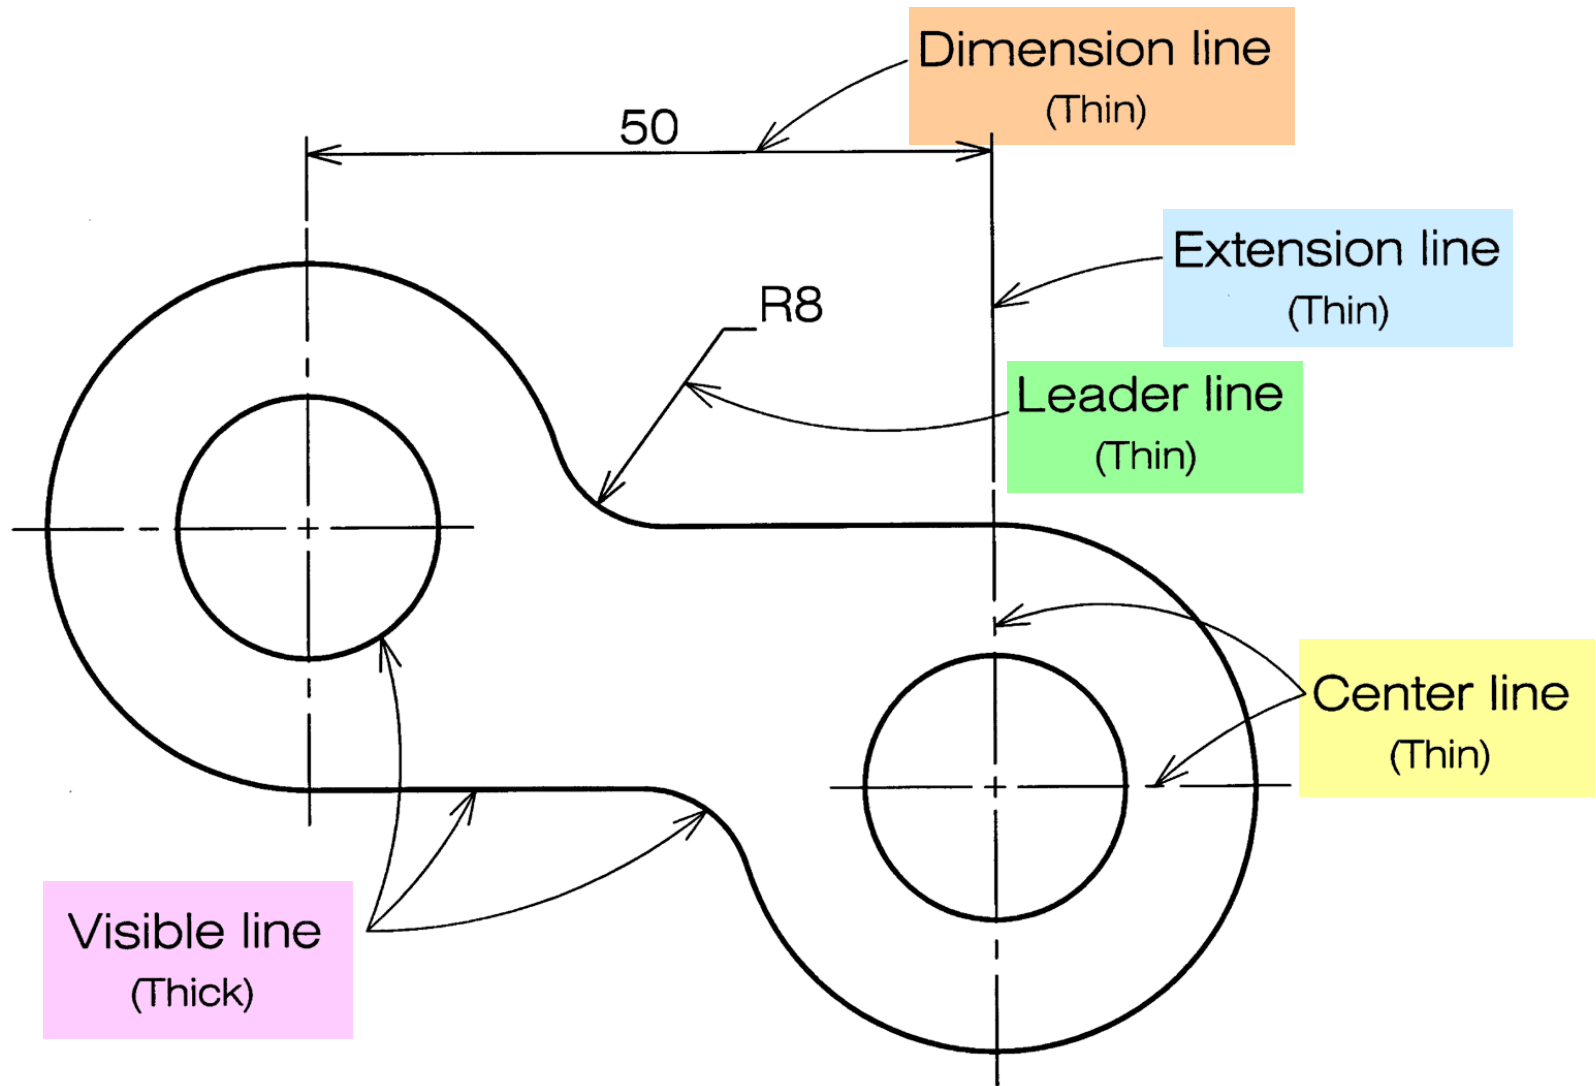 Dimension line
(Thin)
50
Extension line
(Thin)
R8
Leader line
(Thin)
Center line
(Thin)
Visible line
(Thick)